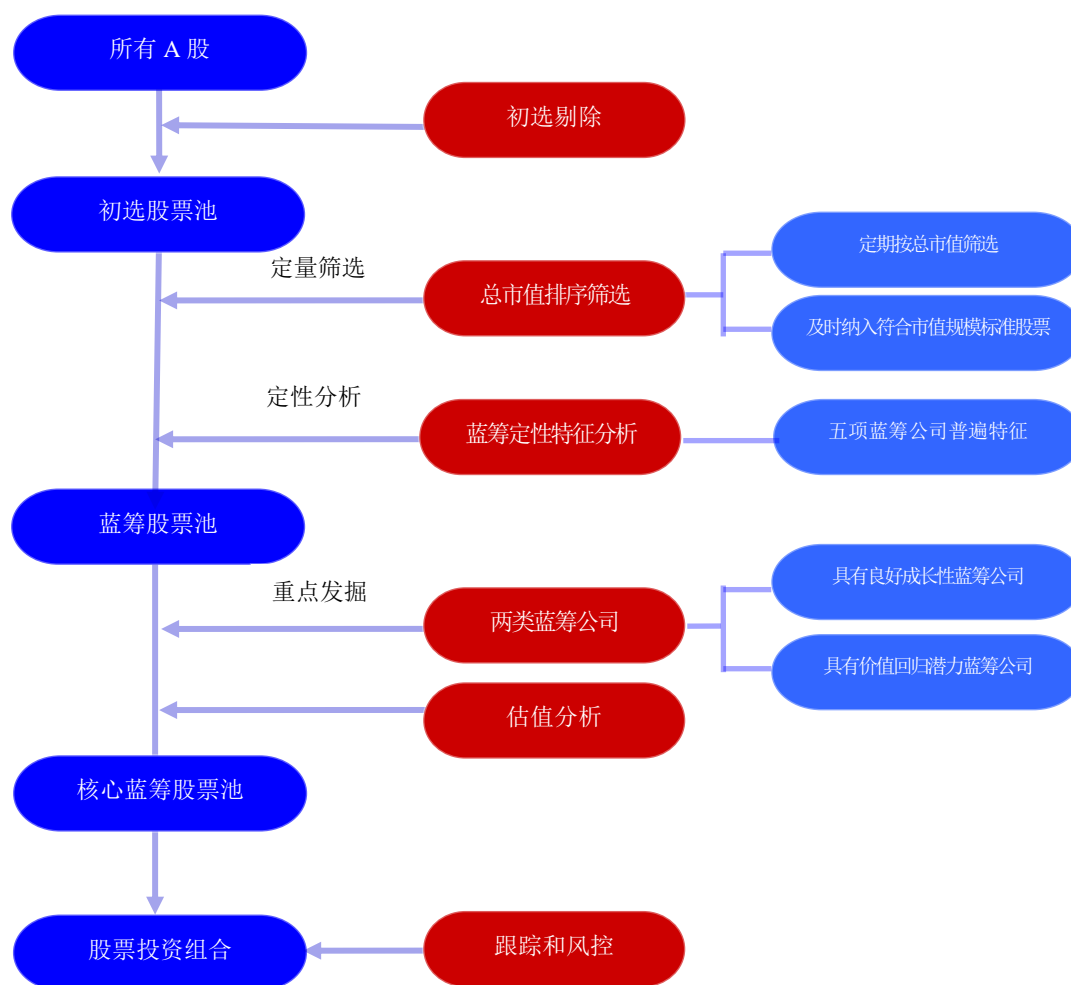 所有 A 股
初选剔除
初选股票池
定量筛选
总市值排序筛选
定期按总市值筛选
及时纳入符合市值规模标准股票
定性分析
蓝筹定性特征分析
五项蓝筹公司普遍特征
蓝筹股票池
重点发掘
两类蓝筹公司
具有良好成长性蓝筹公司
具有价值回归潜力蓝筹公司
估值分析
核心蓝筹股票池
股票投资组合
跟踪和风控